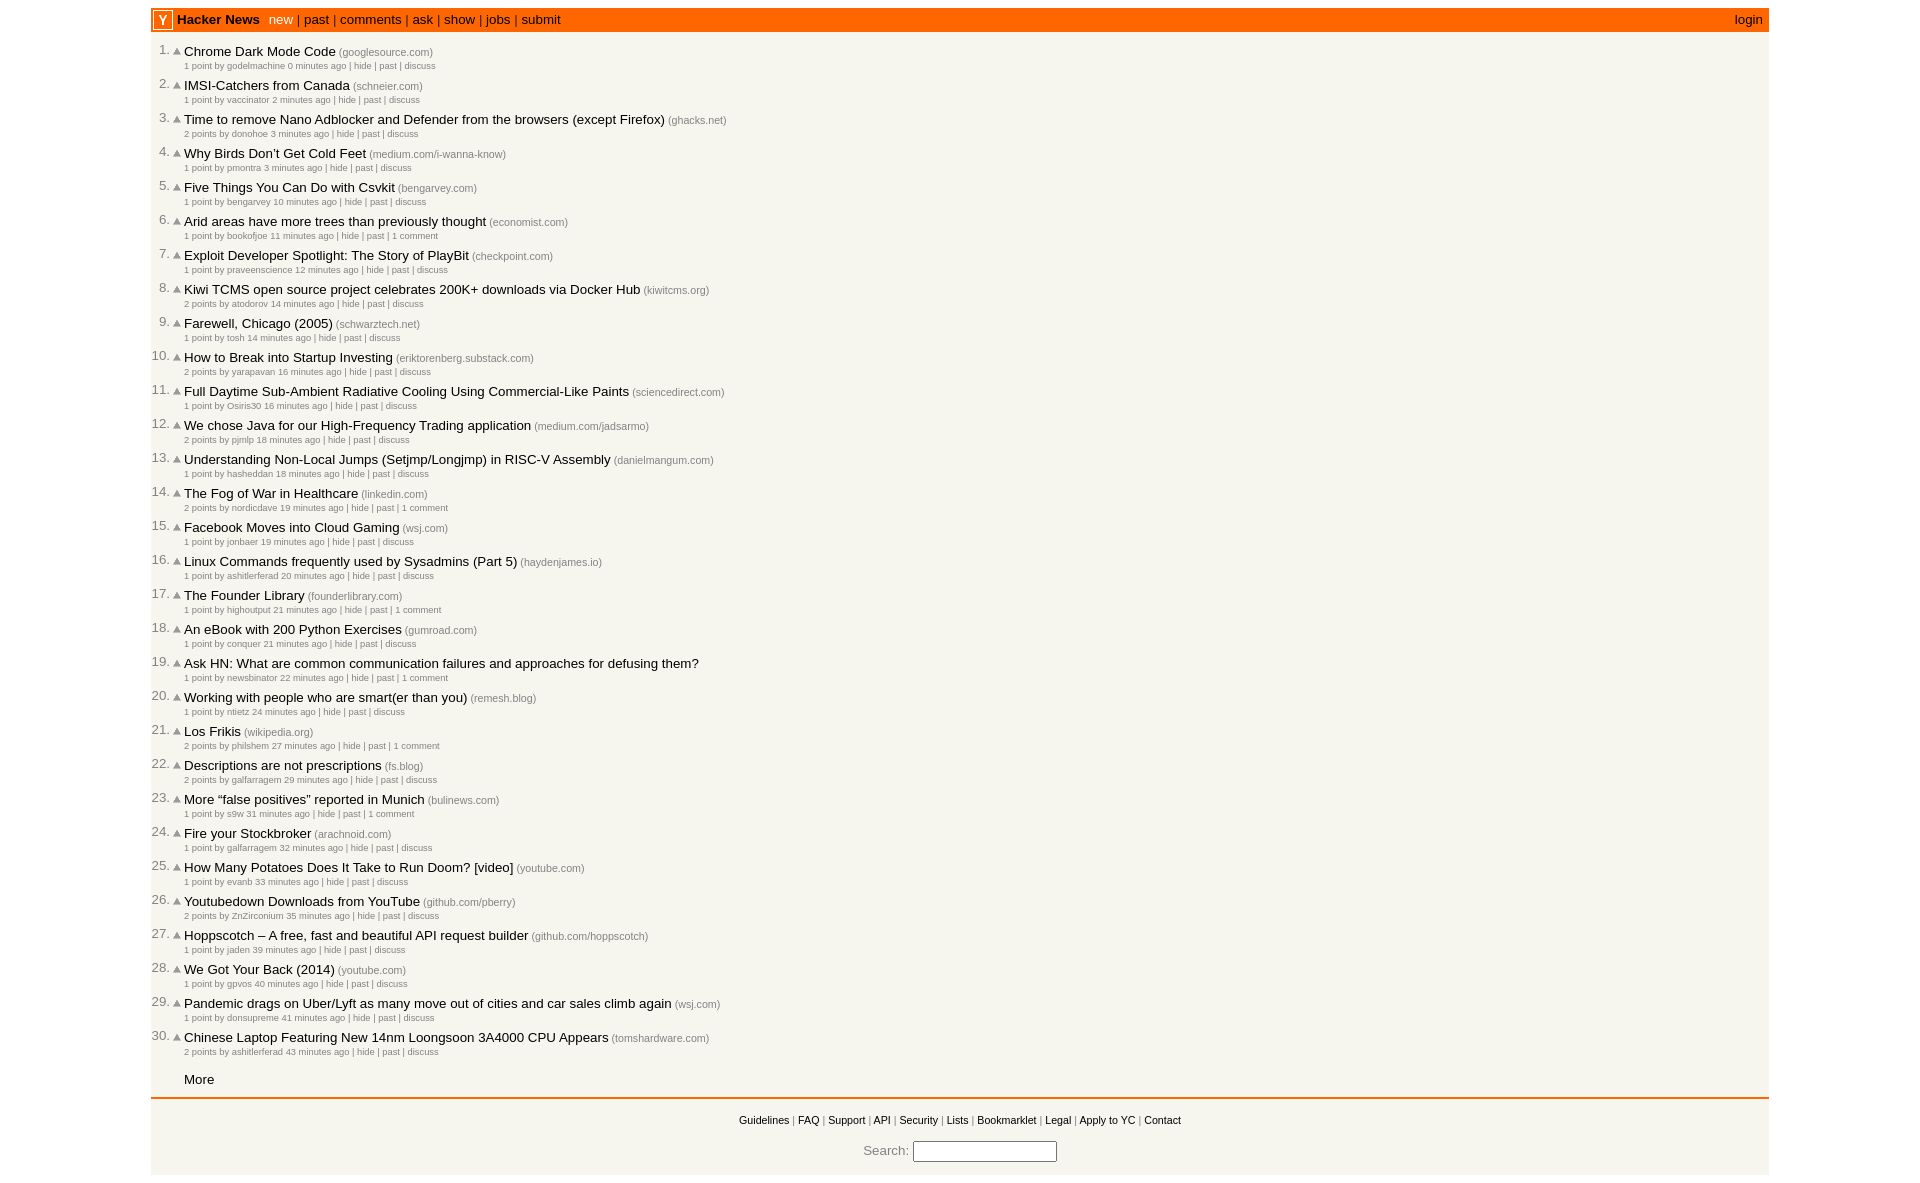 Y Hacker News new | past | comments | ask | show | jobs | submit login
1. Chrome Dark Mode Code (googlesource.com)
1 point by godelmachine 0 minutes ago | hide | past | discuss
2. IMSI-Catchers from Canada (schneier.com)
1 point by vaccinator 2 minutes ago | hide | past | discuss
3. Time to remove Nano Adblocker and Defender from the browsers (except Firefox) (ghacks.net)
2 points by donohoe 3 minutes ago | hide | past | discuss
4. Why Birds Don’t Get Cold Feet (medium.com/i-wanna-know)
1 point by pmontra 3 minutes ago | hide | past | discuss
5. Five Things You Can Do with Csvkit (bengarvey.com)
1 point by bengarvey 10 minutes ago | hide | past | discuss
6. Arid areas have more trees than previously thought (economist.com)
1 point by bookofjoe 11 minutes ago | hide | past | 1 comment
7. Exploit Developer Spotlight: The Story of PlayBit (checkpoint.com)
1 point by praveenscience 12 minutes ago | hide | past | discuss
8. Kiwi TCMS open source project celebrates 200K+ downloads via Docker Hub (kiwitcms.org)
2 points by atodorov 14 minutes ago | hide | past | discuss
9. Farewell, Chicago (2005) (schwarztech.net)
1 point by tosh 14 minutes ago | hide | past | discuss
10. How to Break into Startup Investing (eriktorenberg.substack.com)
2 points by yarapavan 16 minutes ago | hide | past | discuss
11. Full Daytime Sub-Ambient Radiative Cooling Using Commercial-Like Paints (sciencedirect.com)
1 point by Osiris30 16 minutes ago | hide | past | discuss
12. We chose Java for our High-Frequency Trading application (medium.com/jadsarmo)
2 points by pjmlp 18 minutes ago | hide | past | discuss
13. Understanding Non-Local Jumps (Setjmp/Longjmp) in RISC-V Assembly (danielmangum.com)
1 point by hasheddan 18 minutes ago | hide | past | discuss
14. The Fog of War in Healthcare (linkedin.com)
2 points by nordicdave 19 minutes ago | hide | past | 1 comment
15. Facebook Moves into Cloud Gaming (wsj.com)
1 point by jonbaer 19 minutes ago | hide | past | discuss
16. Linux Commands frequently used by Sysadmins (Part 5) (haydenjames.io)
1 point by ashitlerferad 20 minutes ago | hide | past | discuss
17. The Founder Library (founderlibrary.com)
1 point by highoutput 21 minutes ago | hide | past | 1 comment
18. An eBook with 200 Python Exercises (gumroad.com)
1 point by conquer 21 minutes ago | hide | past | discuss
19. Ask HN: What are common communication failures and approaches for defusing them?
1 point by newsbinator 22 minutes ago | hide | past | 1 comment
20. Working with people who are smart(er than you) (remesh.blog)
1 point by ntietz 24 minutes ago | hide | past | discuss
21. Los Frikis (wikipedia.org)
2 points by philshem 27 minutes ago | hide | past | 1 comment
22. Descriptions are not prescriptions (fs.blog)
2 points by galfarragem 29 minutes ago | hide | past | discuss
23. More “false positives” reported in Munich (bulinews.com)
1 point by s9w 31 minutes ago | hide | past | 1 comment
24. Fire your Stockbroker (arachnoid.com)
1 point by galfarragem 32 minutes ago | hide | past | discuss
25. How Many Potatoes Does It Take to Run Doom? [video] (youtube.com)
1 point by evanb 33 minutes ago | hide | past | discuss
26. Youtubedown Downloads from YouTube (github.com/pberry)
2 points by ZnZirconium 35 minutes ago | hide | past | discuss
27. Hoppscotch – A free, fast and beautiful API request builder (github.com/hoppscotch)
1 point by jaden 39 minutes ago | hide | past | discuss
28. We Got Your Back (2014) (youtube.com)
1 point by gpvos 40 minutes ago | hide | past | discuss
29. Pandemic drags on Uber/Lyft as many move out of cities and car sales climb again (wsj.com)
1 point by donsupreme 41 minutes ago | hide | past | discuss
30. Chinese Laptop Featuring New 14nm Loongsoon 3A4000 CPU Appears (tomshardware.com)
2 points by ashitlerferad 43 minutes ago | hide | past | discuss
More
Guidelines | FAQ | Support | API | Security | Lists | Bookmarklet | Legal | Apply to YC | Contact
Search: